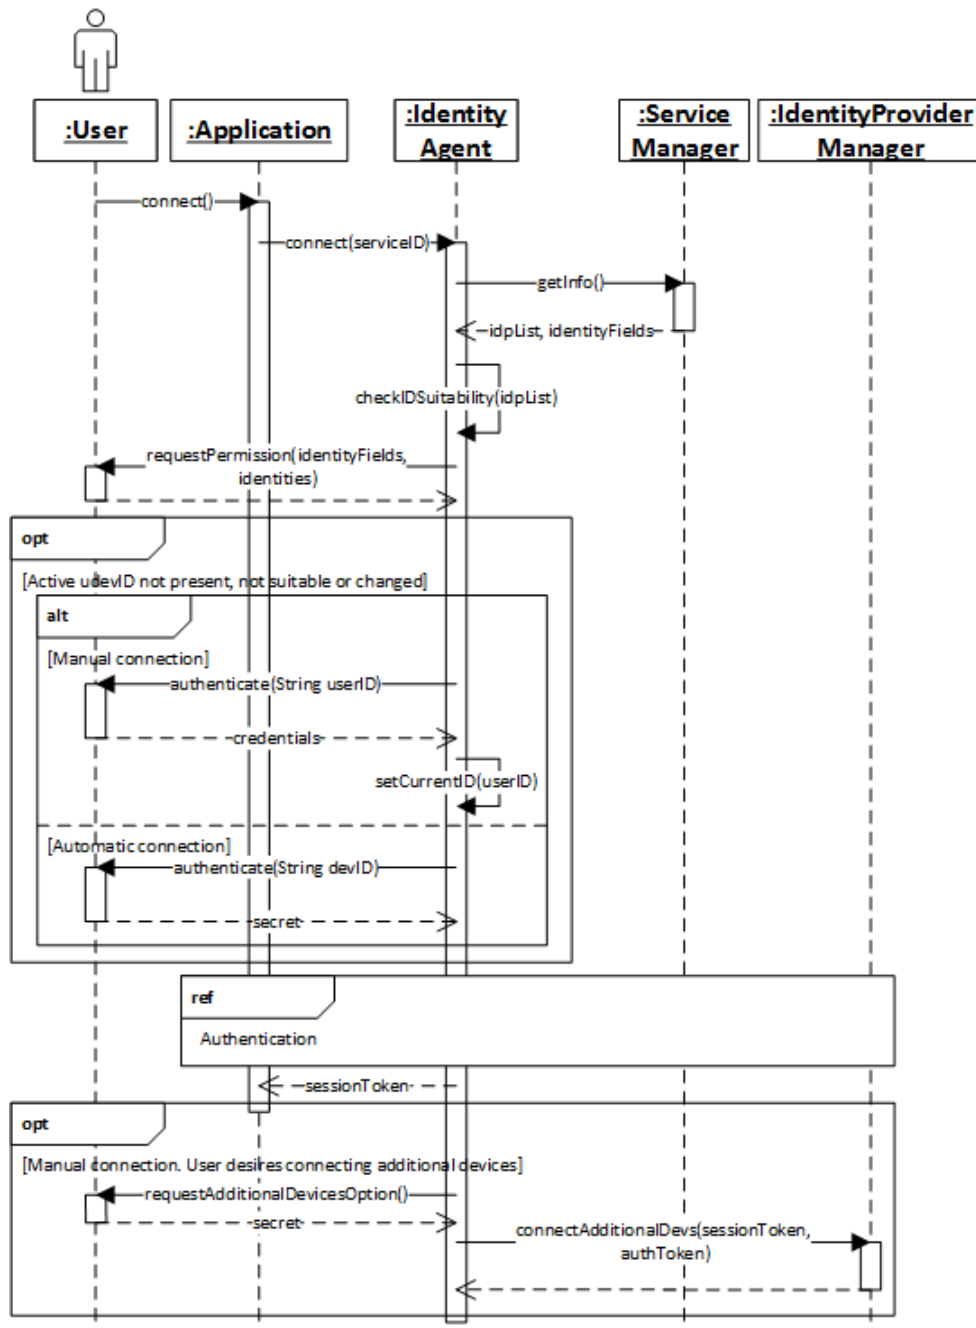 :User
:Application
:Identity
Agent
:Service
Manager
:IdentityProvider
Manager
connect()
connect(serviceID)
getInfo()
idpList, identityFields
checkIDSuitability(idpList)
requestPermission(identityFields,
identities)
opt
[Active udevID not present, not suitable or changed]
alt
[Manual connection]
authenticate(String userID)
credentials
setCurrentID(userID)
[Automatic connection]
authenticate(String devID)
secret
ref
Authentication
sessionToken
opt
[Manual connection. User desires connecting additional devices]
requestAdditionalDevicesOption()
secret
connectAdditionalDevs(sessionToken,
authToken)